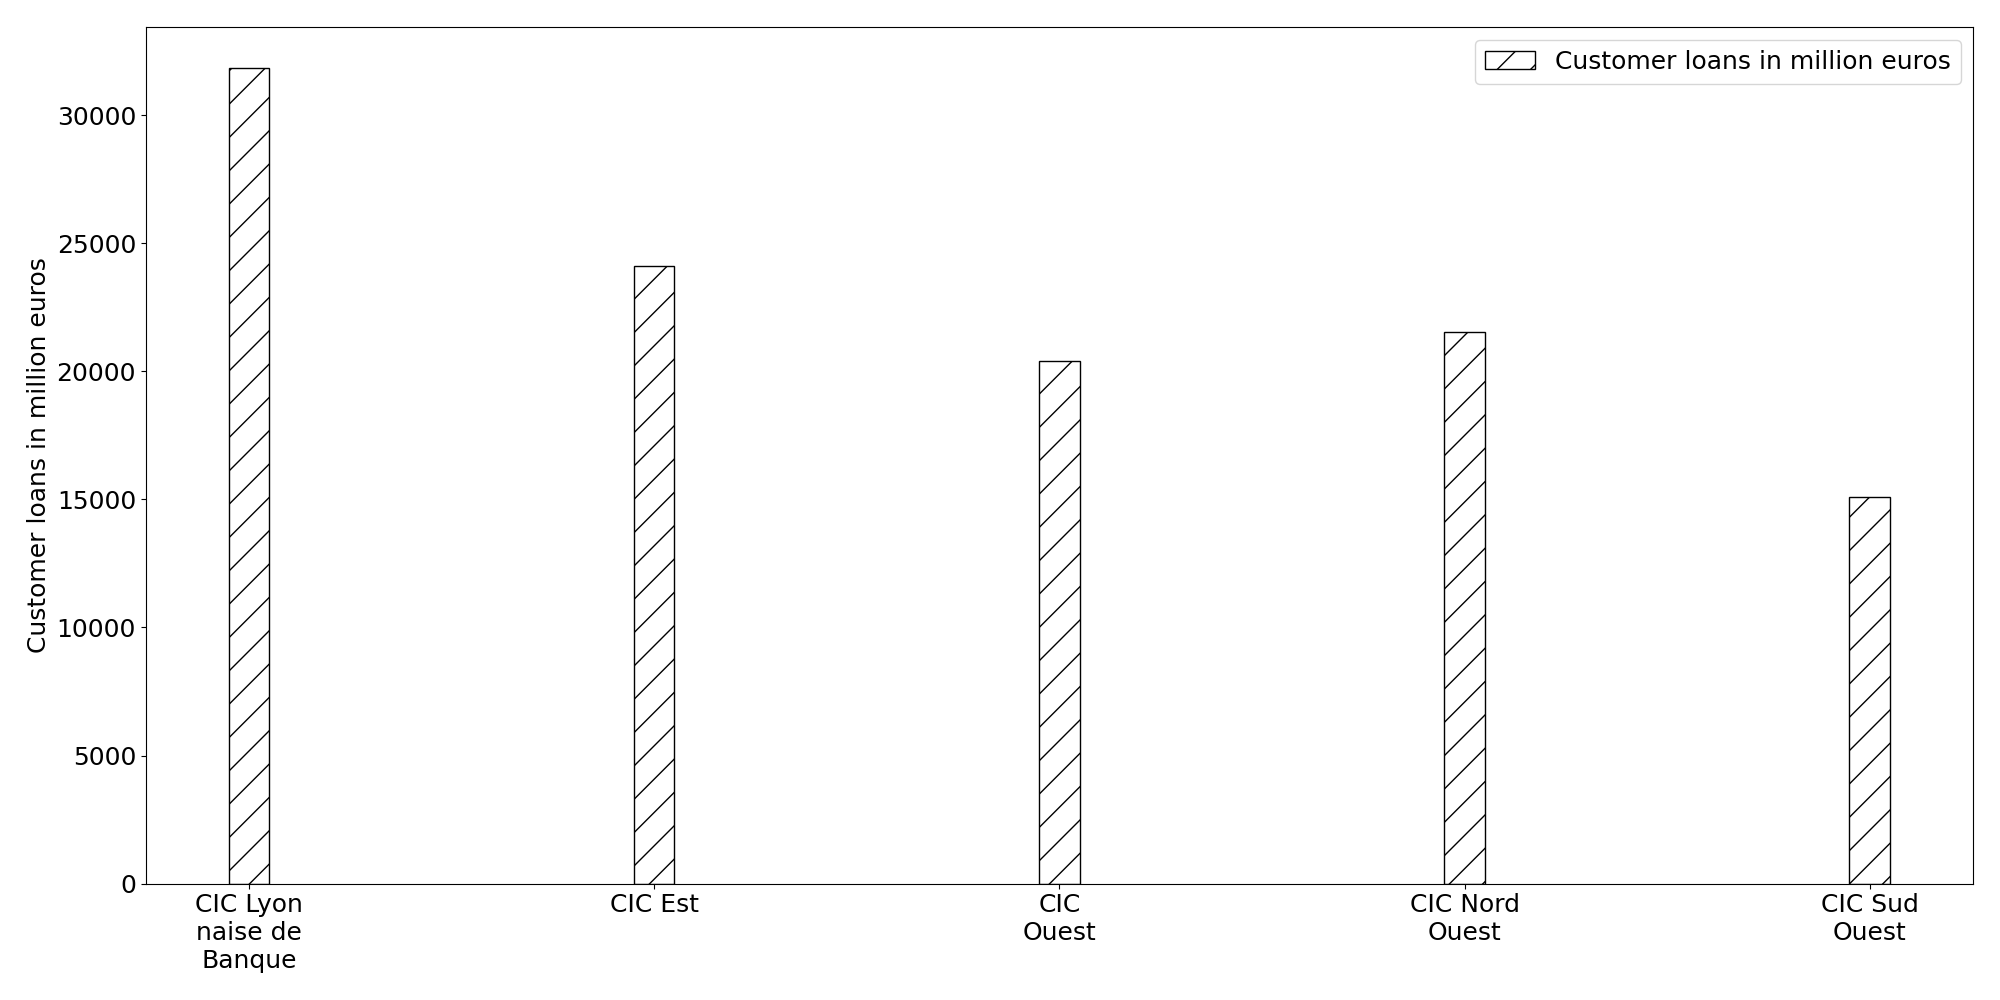 Customer loans in million euros
Customer loans in million euros
30000
25000
20000
15000
10000
5000
0
CIC Lyon
naise de
Banque
CIC Est
CIC
Ouest
CIC Nord
Ouest
CIC Sud
Ouest